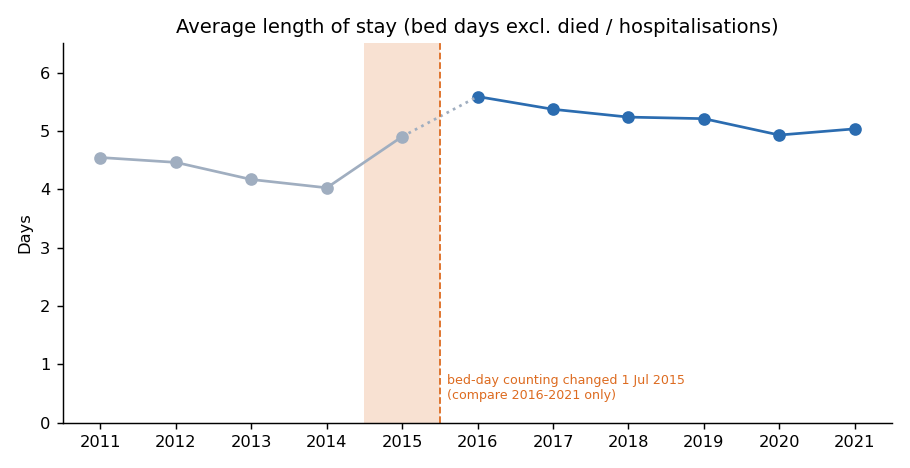 Average length of stay (bed days excl. died / hospitalisations)
6
5
4
3
2
1
0
Days
bed-day counting changed 1 Jul 2015
(compare 2016-2021 only)
2011 2012 2013 2014 2015 2016 2017 2018 2019 2020 2021